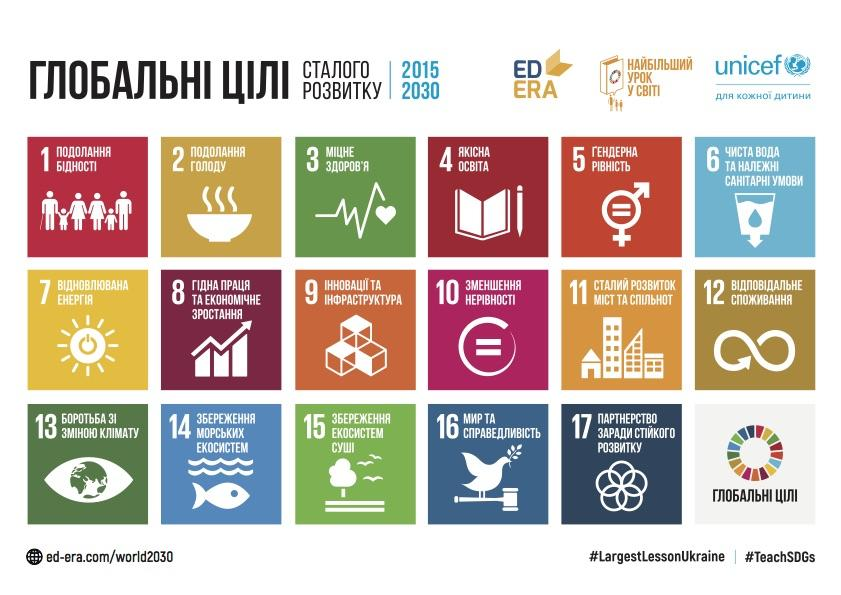 ГЛОБАЛЬНІ ЦІЛІ
СТАЛОГО
РОЗВИТКУ
2015
2030
ED
ERA
НАЙБІЛЬШИЙ
УРОК
У СВІТІ
unicef
для кожної дитини
1 ПОДОЛАННЯ
БІДНОСТІ
2 ПОДОЛАННЯ
ГОЛОДУ
3 МІЦНЕ
ЗДОРОВ'Я
4 ЯКІСНА
ОСВІТА
5 ҐЕНДЕРНА
РІВНІСТЬ
6 ЧИСТА ВОДА
ТА НАЛЕЖНІ
САНІТАРНІ УМОВИ
7 ВІДНОВЛЮВАНА
ЕНЕРГІЯ
8 ГІДНА ПРАЦЯ
ТА ЕКОНОМІЧНЕ
ЗРОСТАННЯ
9 ІННОВАЦІЇ ТА
ІНФРАСТРУКТУРА
10 ЗМЕНШЕННЯ
НЕРІВНОСТІ
11 СТАЛИЙ РОЗВИТОК
МІСТ ТА СПІЛЬНОТ
12 ВІДПОВІДАЛЬНЕ
СПОЖИВАННЯ
13 БОРОТЬБА ЗІ
ЗМІНОЮ КЛІМАТУ
14 ЗБЕРЕЖЕННЯ
МОРСЬКИХ
ЕКОСИСТЕМ
15 ЗБЕРЕЖЕННЯ
ЕКОСИСТЕМ
СУШІ
16 МИР ТА
СПРАВЕДЛИВІСТЬ
17 ПАРТНЕРСТВО
ЗАРАДИ СТІЙКОГО
РОЗВИТКУ
ГЛОБАЛЬНІ ЦІЛІ
ed-era.com/world2030
#LargestLessonUkraine
#TeachSDGs